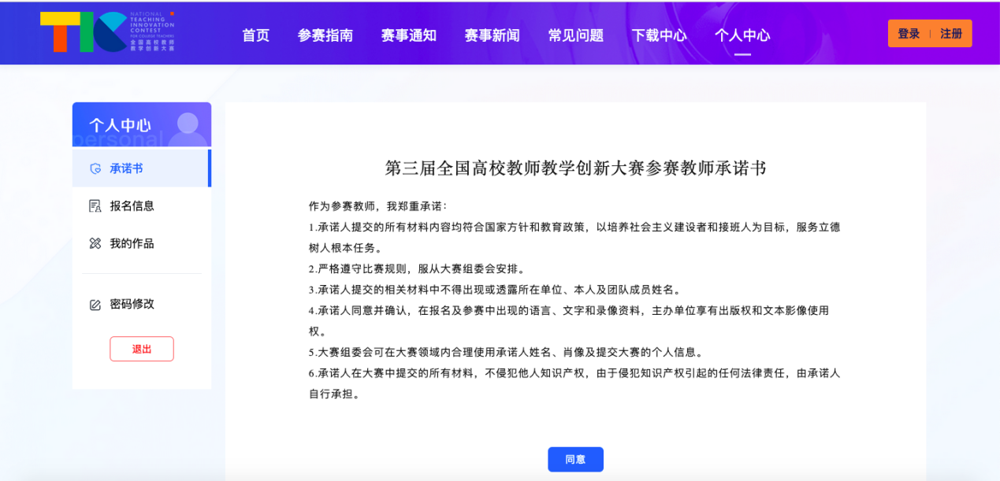 NATIONAL
TEACHING
INNOVATION
CONTEST
FOR COLLEGE TEACHERS
全国高校教师
教学创新大赛
首页 参赛指南 赛事通知 赛事新闻 常见问题 下载中心 个人中心
登录 | 注册
个人中心
personal
承诺书
报名信息
我的作品
密码修改
退出
第三届全国高校教师教学创新大赛参赛教师承诺书
作为参赛教师，我郑重承诺：
1.承诺人提交的所有材料内容均符合国家方针和教育政策，以培养社会主义建设者和接班人为目标，服务立德
树人根本任务。
2.严格遵守比赛规则，服从大赛组委会安排。
3.承诺人提交的相关材料中不得出现或透露所在单位、本人及团队成员姓名。
4.承诺人同意并确认，在报名及参赛中出现的语言、文字和录像资料，主办单位享有出版权和文本影像使用
权。
5.大赛组委会可在大赛领域内合理使用承诺人姓名、肖像及提交大赛的个人信息。
6.承诺人在大赛中提交的所有材料，不侵犯他人知识产权，由于侵犯知识产权引起的任何法律责任，由承诺人
自行承担。
同意